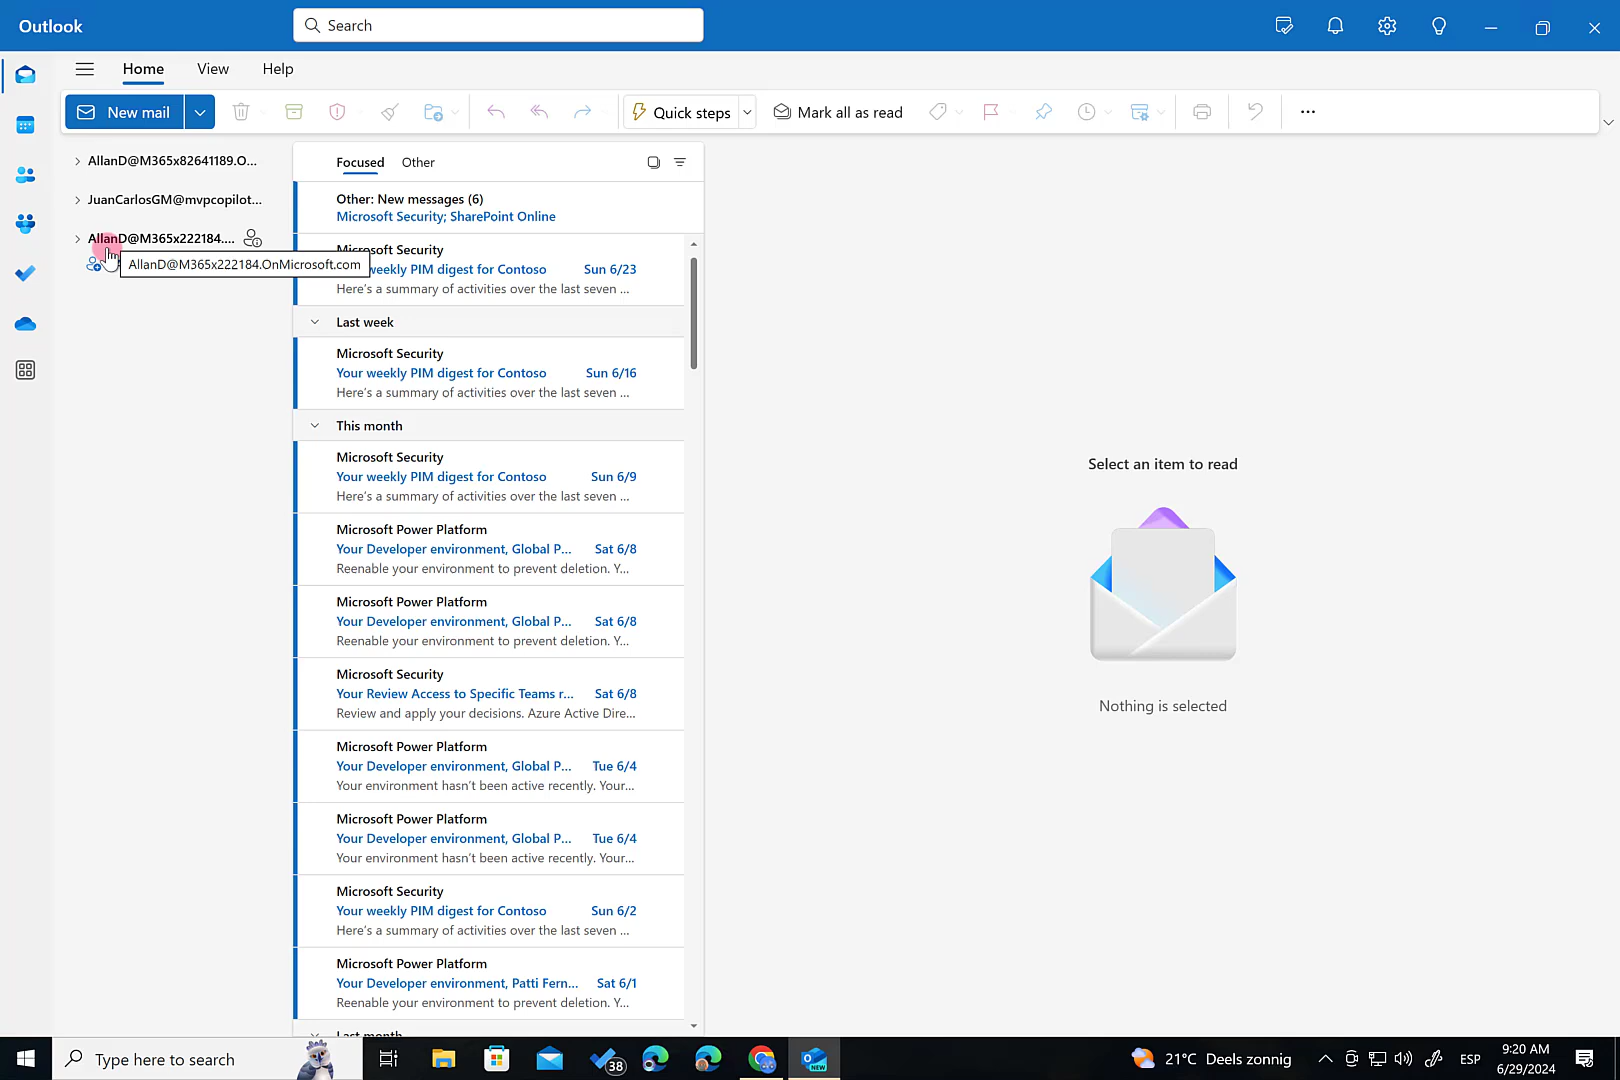 Outlook
Search
Home
View
Help
New mail
Quick steps
Mark all as read
AllanD@M365x82641189.O...
JuanCarlosGM@mvpcopilot...
AllanD@M365x222184....
AllanD@M365x222184.OnMicrosoft.com
Focused
Other
Other: New messages (6)
Microsoft Security; SharePoint Online
Microsoft Security
weekly PIM digest for Contoso Sun 6/23
Here's a summary of activities over the last seven ...
Last week
Microsoft Security
Your weekly PIM digest for Contoso Sun 6/16
Here's a summary of activities over the last seven ...
This month
Microsoft Security
Your weekly PIM digest for Contoso Sun 6/9
Here's a summary of activities over the last seven ...
Microsoft Power Platform
Your Developer environment, Global P... Sat 6/8
Reenable your environment to prevent deletion. Y...
Microsoft Power Platform
Your Developer environment, Global P... Sat 6/8
Reenable your environment to prevent deletion. Y...
Microsoft Security
Your Review Access to Specific Teams r... Sat 6/8
Review and apply your decisions. Azure Active Dire...
Microsoft Power Platform
Your Developer environment, Global P... Tue 6/4
Your environment hasn't been active recently. Your...
Microsoft Power Platform
Your Developer environment, Global P... Tue 6/4
Your environment hasn't been active recently. Your...
Microsoft Security
Your weekly PIM digest for Contoso Sun 6/2
Here's a summary of activities over the last seven ...
Microsoft Power Platform
Your Developer environment, Patti Fern... Sat 6/1
Reenable your environment to prevent deletion. Y...
Last month
Select an item to read
Nothing is selected
Type here to search
38
NEW
21°C Deels zonnig
ESP
9:20 AM
6/29/2024